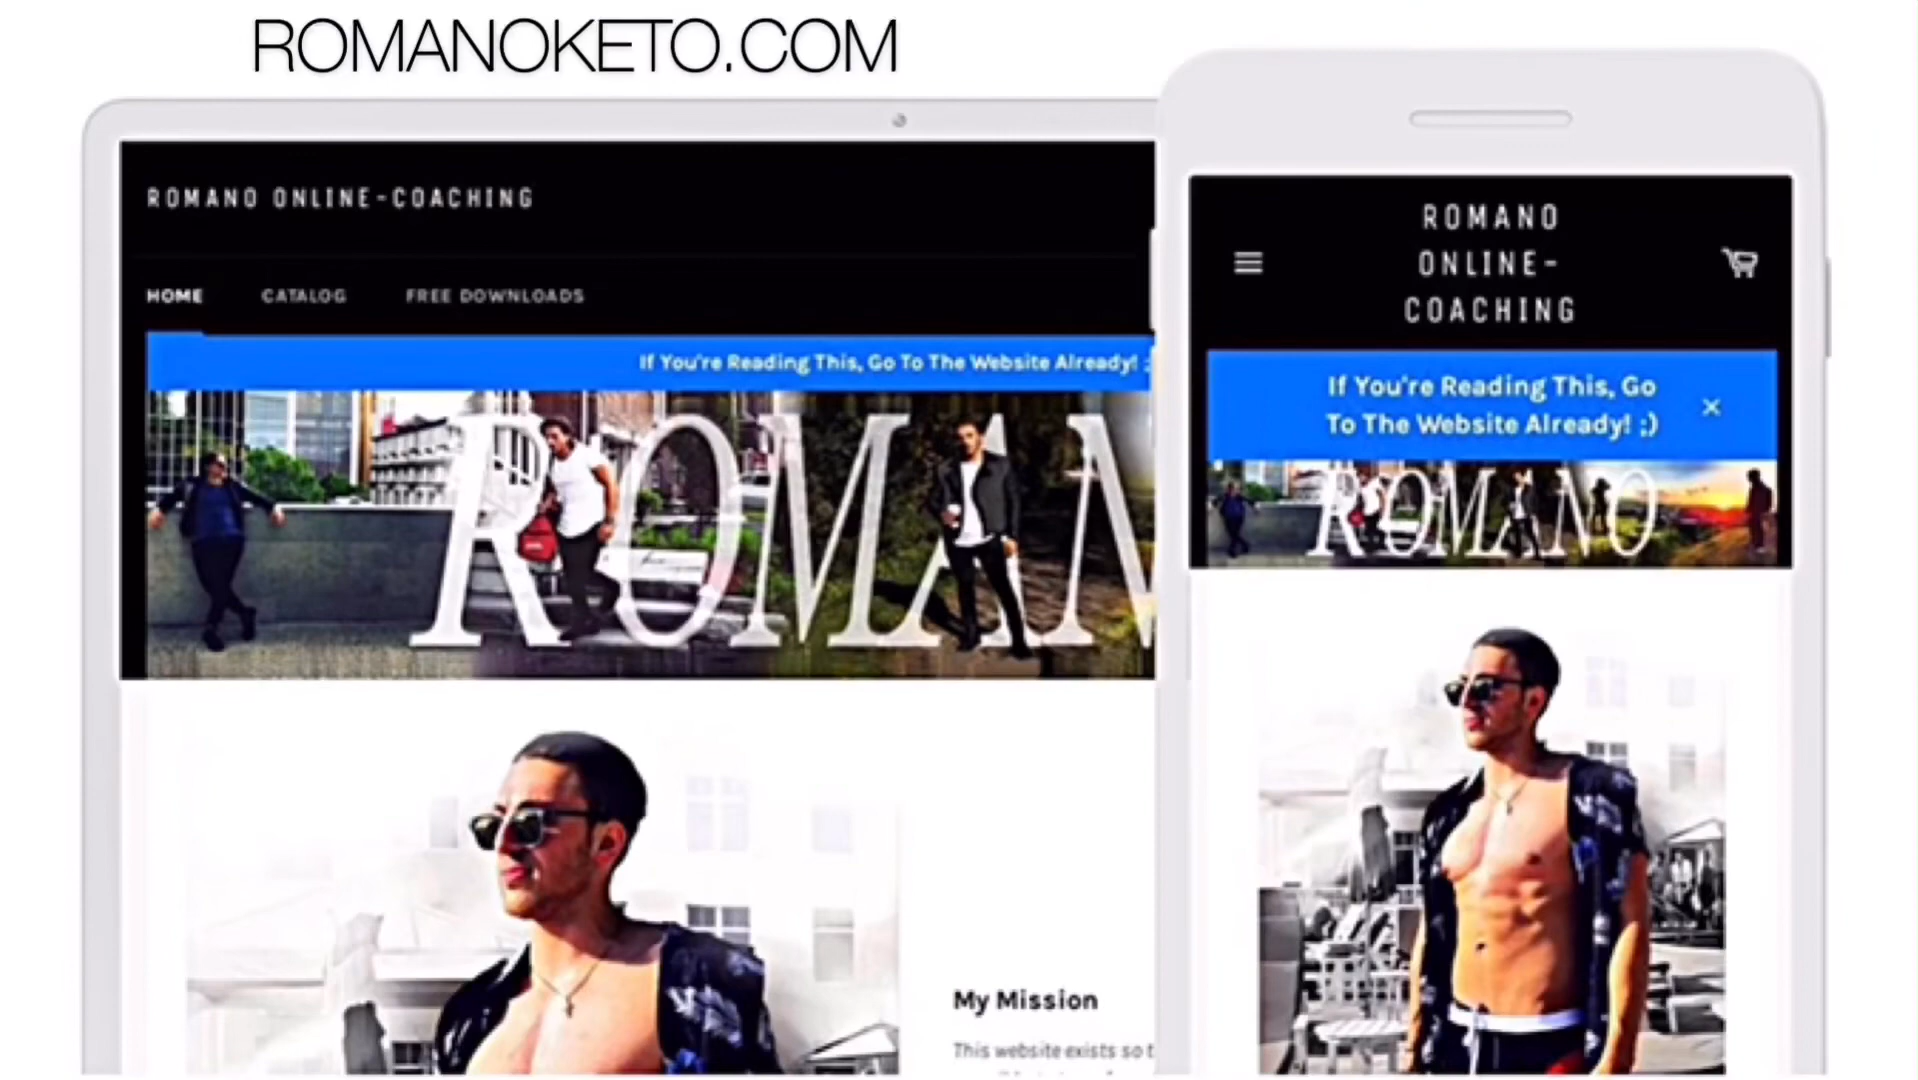 ROMANOKETO.COM
ROMANO ONLINE-COACHING
HOME CATALOG FREE DOWNLOADS
If You're Reading This, Go To The Website Already! ;
ROMAN
My Mission
This website exists so t
ROMANO
ONLINE-
COACHING
If You're Reading This, Go
To The Website Already! ;)
ROMANO